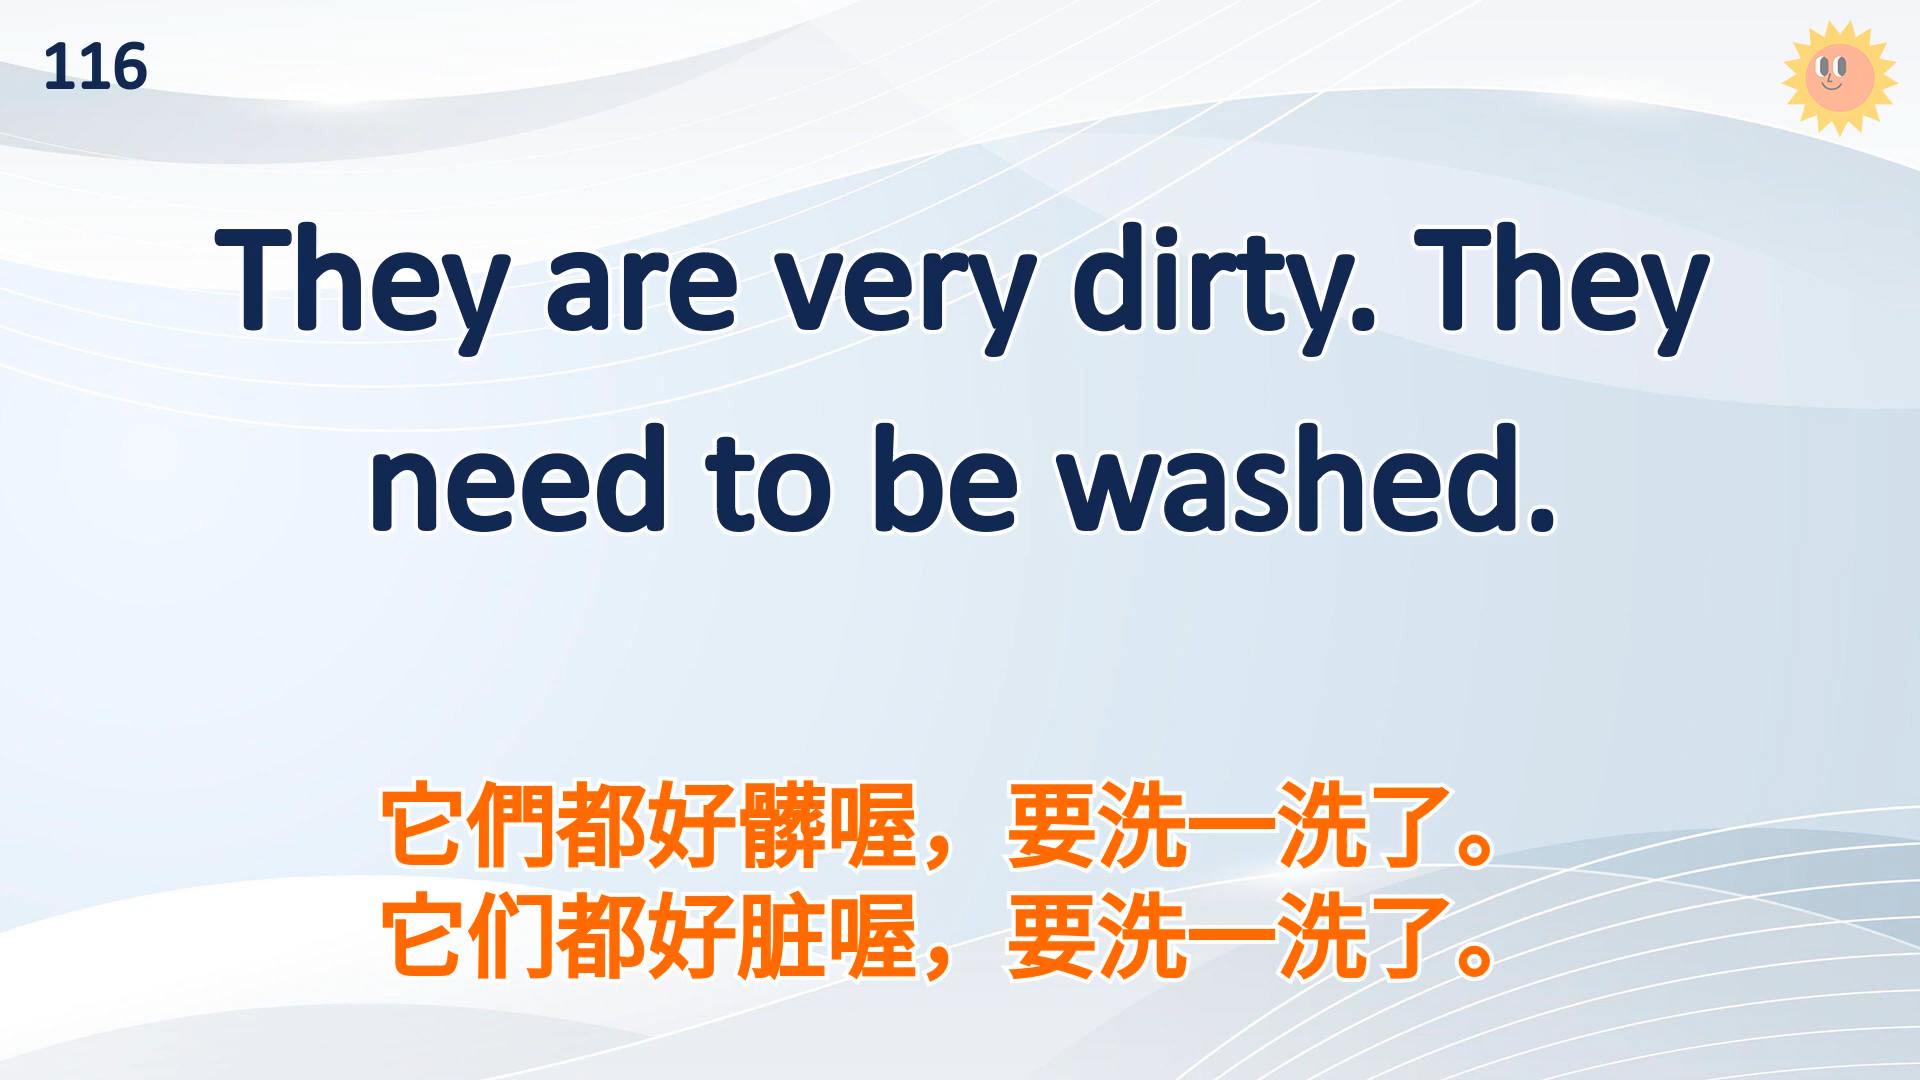 116
They are very dirty. They
need to be washed.
它們都好髒喔，要洗一洗了。
它们都好脏喔，要洗一洗了。